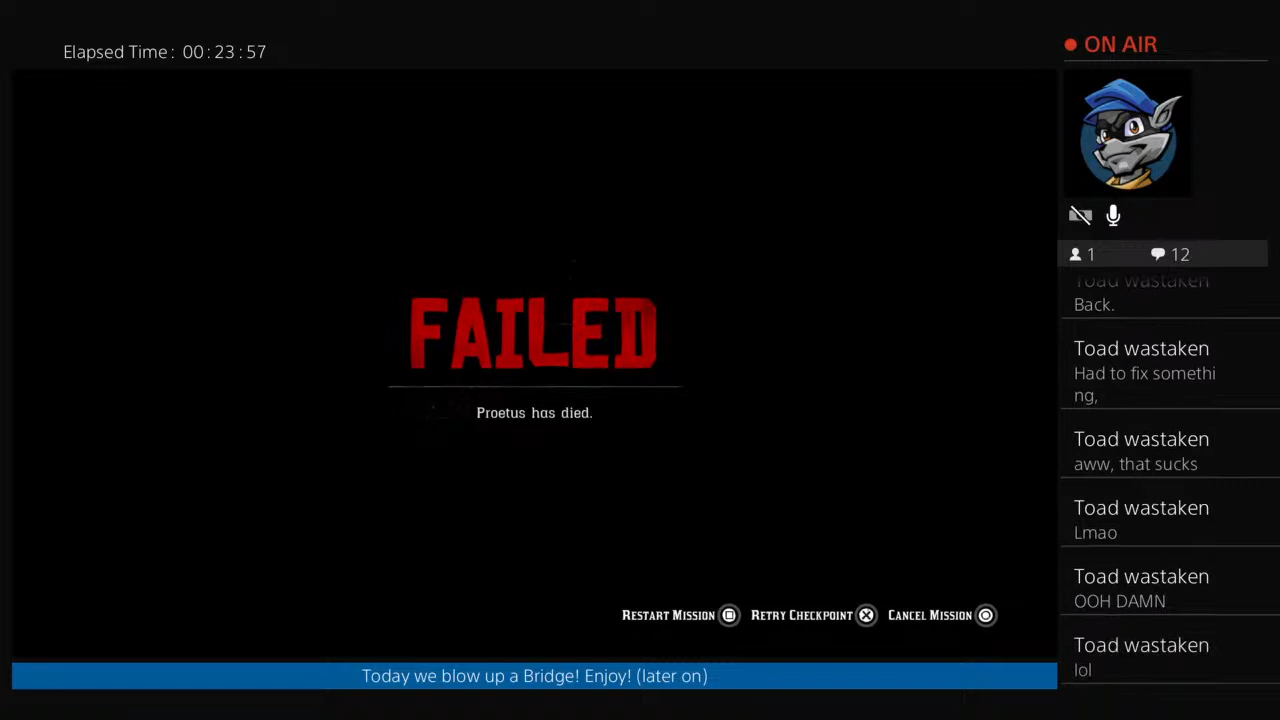 Elapsed Time: 00:23:57
ON AIR
1
12
Toad wastaken
Back.
Toad wastaken
Had to fix somethi
ng,
Toad wastaken
aww, that sucks
Toad wastaken
Lmao
Toad wastaken
OOH DAMN
Toad wastaken
lol
FAILED
Proetus has died.
RESTART MISSION RETRY CHECKPOINT CANCEL MISSION
Today we blow up a Bridge! Enjoy! (later on)